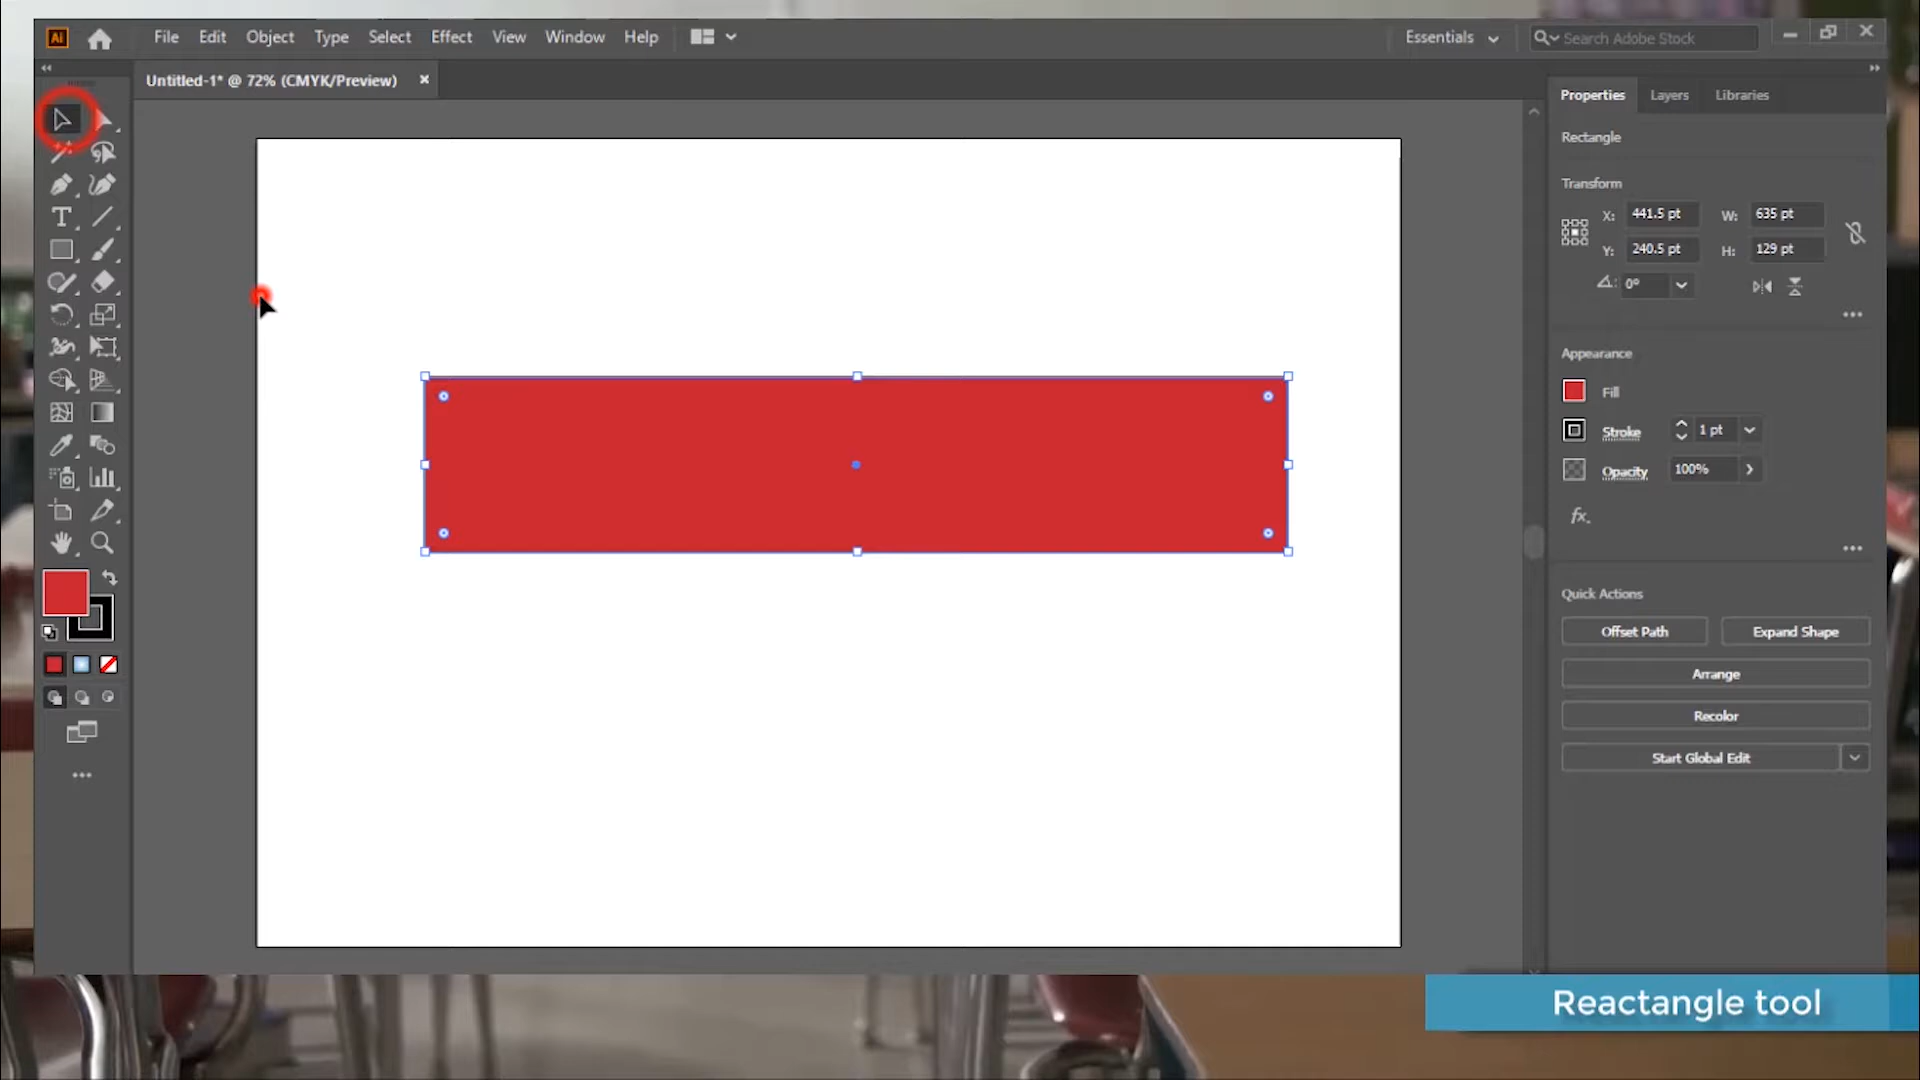 Ai
File Edit Object Type Select Effect View Window Help
Essentials
Search Adobe Stock
Untitled-1* @ 72% (CMYK/Preview)
Properties Layers Libraries
Rectangle
Transform
X: 441.5 pt W: 635 pt
Y: 240.5 pt H: 129 pt
0°
Appearance
Fill
Stroke 1 pt
Opacity 100%
fx.
Quick Actions
Offset Path Expand Shape
Arrange
Recolor
Start Global Edit
Reactangle tool